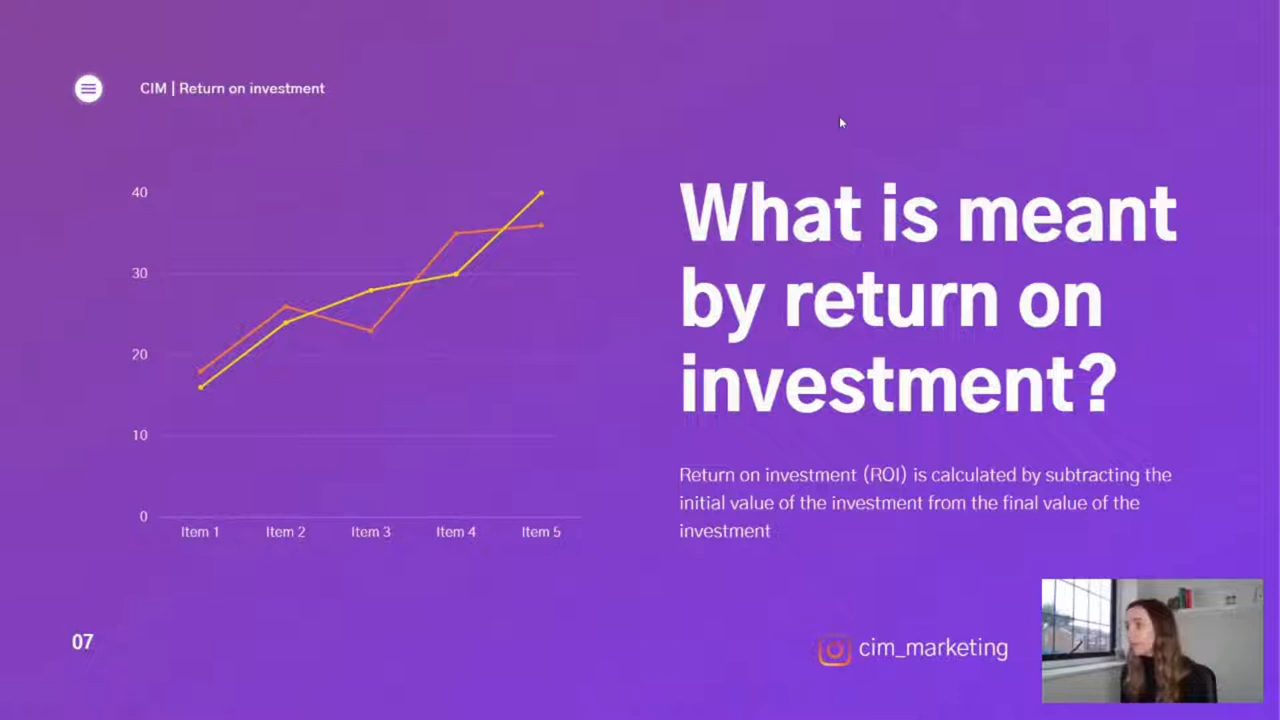 CIM | Return on investment
40
30
20
10
0
Item 1 Item 2 Item 3 Item 4 Item 5
What is meant
by return on
investment?
Return on investment (ROI) is calculated by subtracting the
initial value of the investment from the final value of the
investment
07
cim_marketing